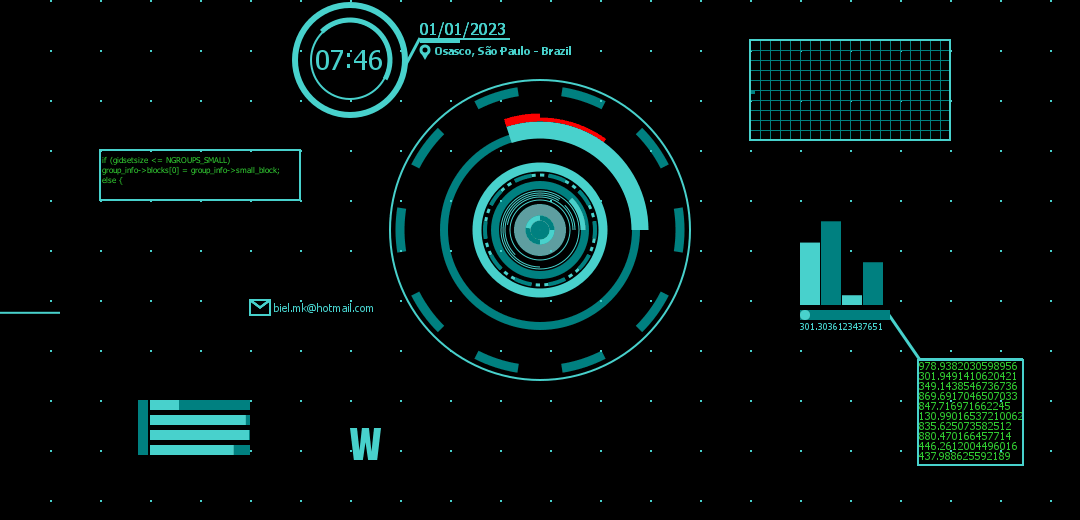 01/01/2023
07:46
Osasco, São Paulo - Brazil
if (gidsetsize <= NGROUPS_SMALL)
group_info->blocks[0] = group_info->small_block;
else {
biel.mk@hotmail.com
301.3036123437651
978.9382030598956
301.9491410620421
349.1438546736736
869.6917046507033
847.716971662245
130.99016537210062
835.625073582512
880.470166457714
446.2612004496016
437.988625592189
W